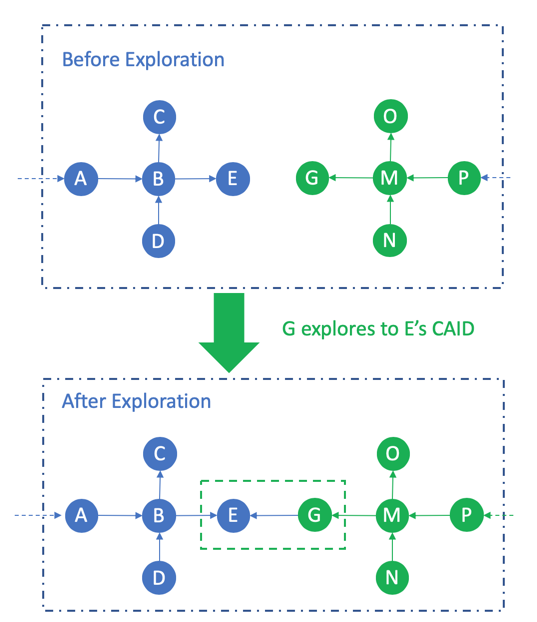 Before Exploration
C
O
A
B
E
G
M
P
D
N
G explores to E's CAID
After Exploration
C
O
A
B
E
G
M
P
D
N